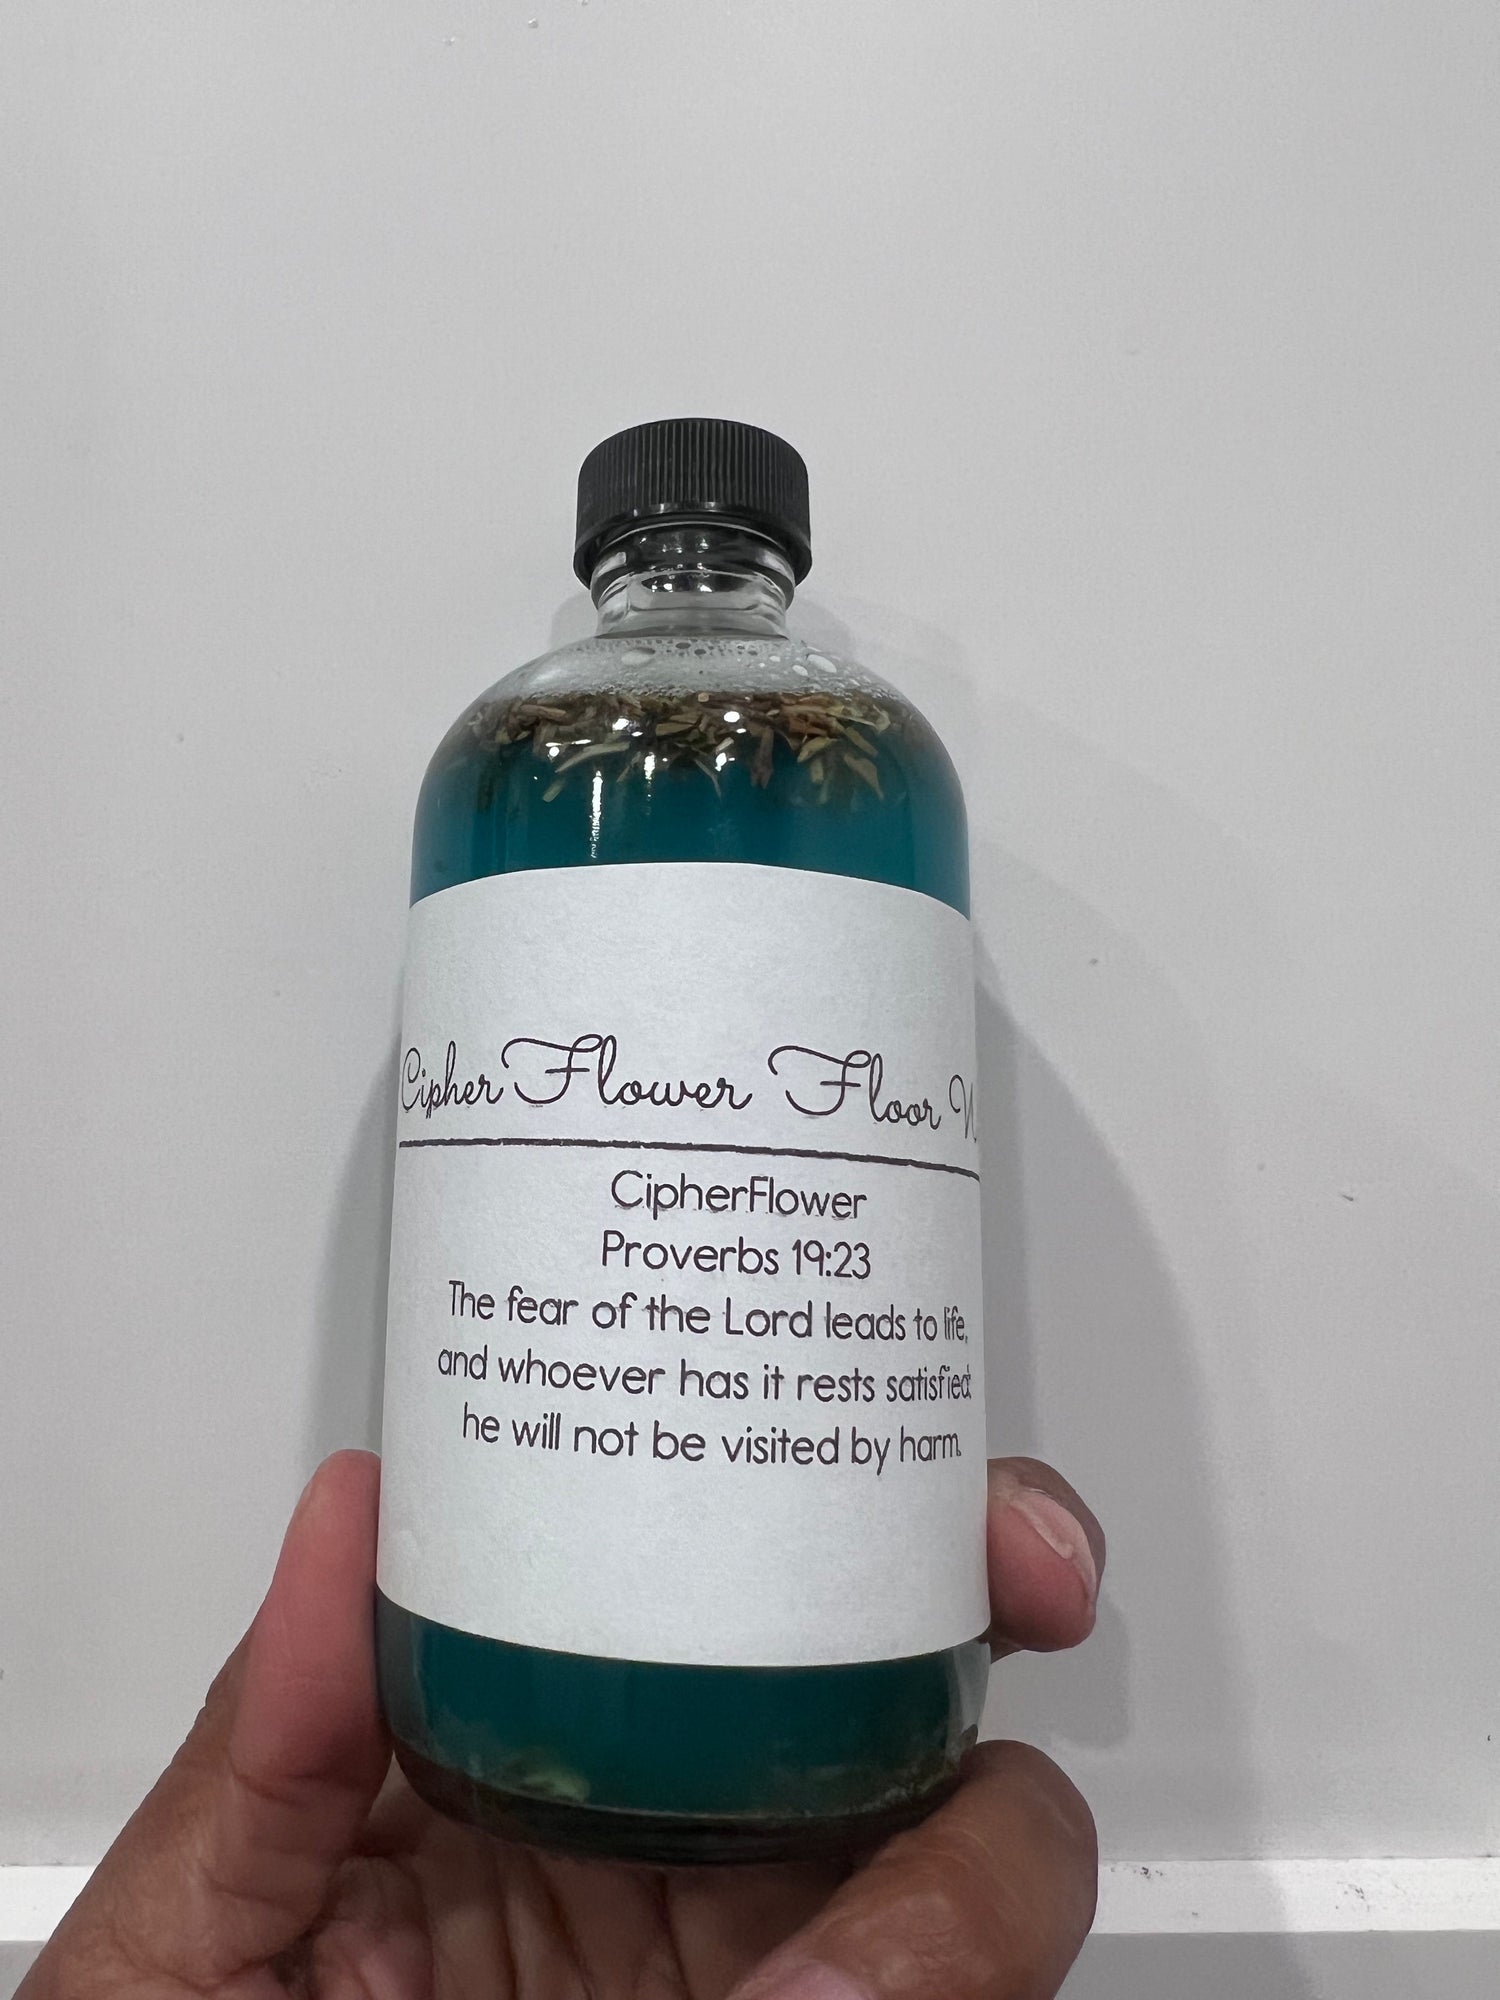 CipherFlower Floor
CipherFlower
Proverbs 19:23
The fear of the Lord leads to life,
and whoever has it rests satisfied;
he will not be visited by harm.